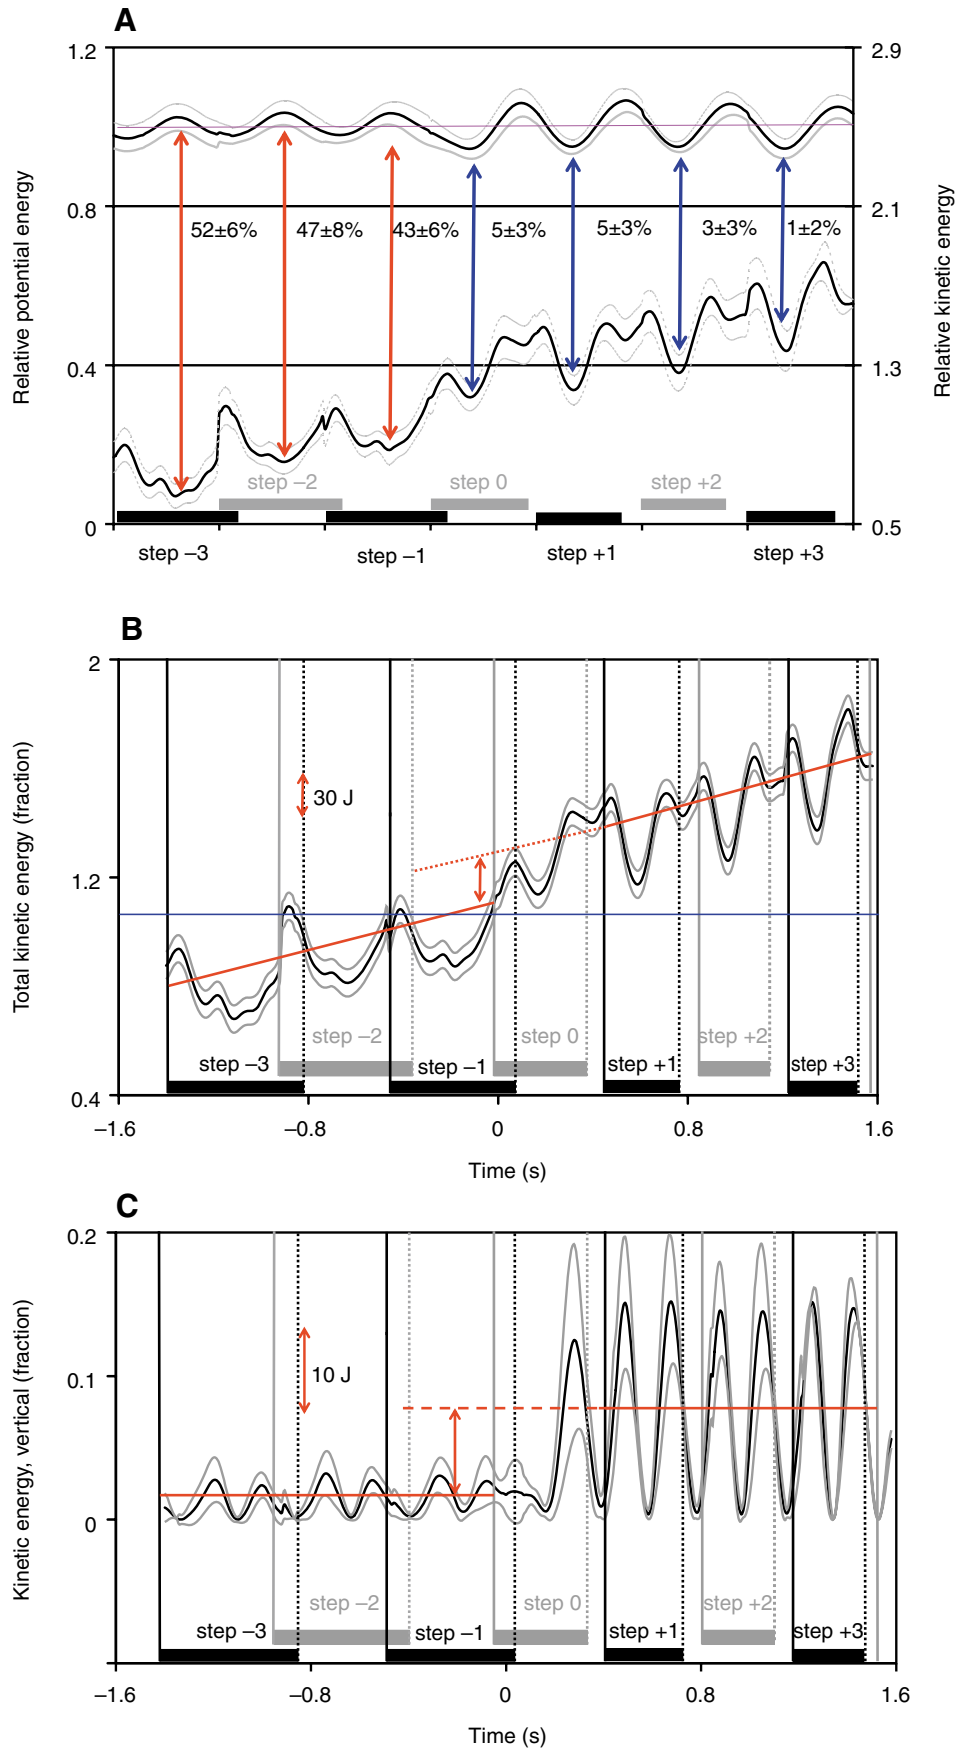 A
1.2
2.9
0.8
2.1
52±6%
47±8%
43±6%
5±3%
5±3%
3±3%
1±2%
Relative potential energy
Relative kinetic energy
0.4
1.3
step –2
step 0
step +2
0
0.5
step –3
step –1
step +1
step +3
B
2
30 J
Total kinetic energy (fraction)
1.2
step –2
step 0
step +2
step –3
step –1
step +1
step +3
0.4
–1.6
–0.8
0
0.8
1.6
Time (s)
C
0.2
0.1
10 J
Kinetic energy, vertical (fraction)
0
step –2
step 0
step +2
step –3
step –1
step +1
step +3
–1.6
–0.8
0
0.8
1.6
Time (s)